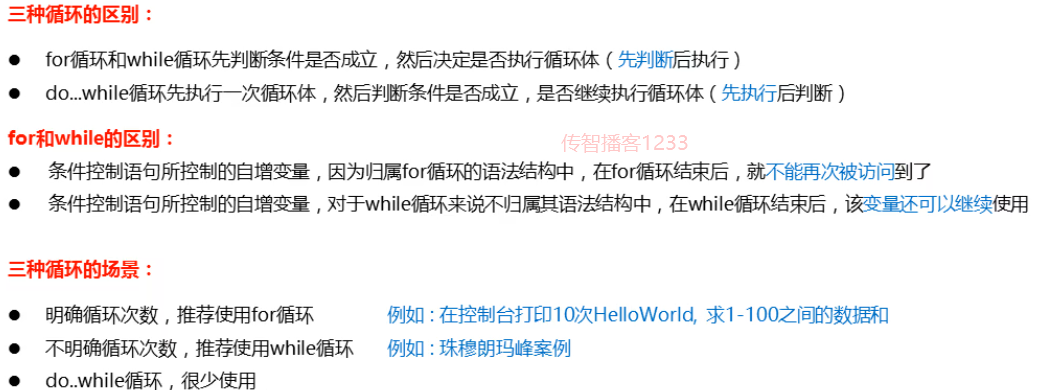 三种循环的区别：
● for循环和while循环先判断条件是否成立，然后决定是否执行循环体（先判断后执行）
● do...while循环先执行一次循环体，然后判断条件是否成立，是否继续执行循环体（先执行后判断）
for和while的区别：
传智播客1233
● 条件控制语句所控制的自增变量，因为归属for循环的语法结构中，在for循环结束后，就不能再次被访问到了
● 条件控制语句所控制的自增变量，对于while循环来说不归属其语法结构中，在while循环结束后，该变量还可以继续使用
三种循环的场景：
● 明确循环次数，推荐使用for循环 例如：在控制台打印10次HelloWorld, 求1-100之间的数据和
● 不明确循环次数，推荐使用while循环 例如：珠穆朗玛峰案例
● do..while循环，很少使用